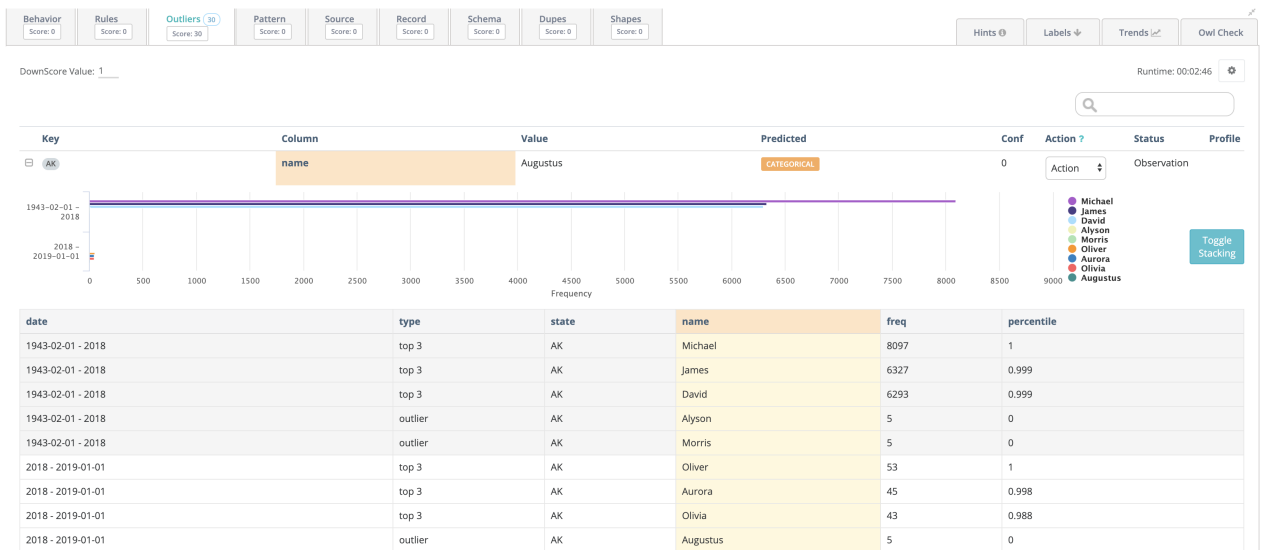 Behavior Rules Outliers 30 Pattern Source Record Schema Dupes Shapes
Score: 0 Score: 0 Score: 30 Score: 0 Score: 0 Score: 0 Score: 0 Score: 0 Score: 0
Hints Labels Trends Owl Check
DownScore Value: 1
Runtime: 00:02:46
Key Column Value Predicted Conf Action ? Status Profile
AK name Augustus CATEGORICAL 0 Action Observation
1943-02-01 - 2018
2018 - 2019-01-01
0 500 1000 1500 2000 2500 3000 3500 4000 4500 5000 5500 6000 6500 7000 7500 8000 8500 9000
Frequency
Michael
James
David
Alyson
Morris
Oliver
Aurora
Olivia
Augustus
Toggle
Stacking
date type state name freq percentile
1943-02-01 - 2018 top 3 AK Michael 8097 1
1943-02-01 - 2018 top 3 AK James 6327 0.999
1943-02-01 - 2018 top 3 AK David 6293 0.999
1943-02-01 - 2018 outlier AK Alyson 5 0
1943-02-01 - 2018 outlier AK Morris 5 0
2018 - 2019-01-01 top 3 AK Oliver 53 1
2018 - 2019-01-01 top 3 AK Aurora 45 0.998
2018 - 2019-01-01 top 3 AK Olivia 43 0.988
2018 - 2019-01-01 outlier AK Augustus 5 0